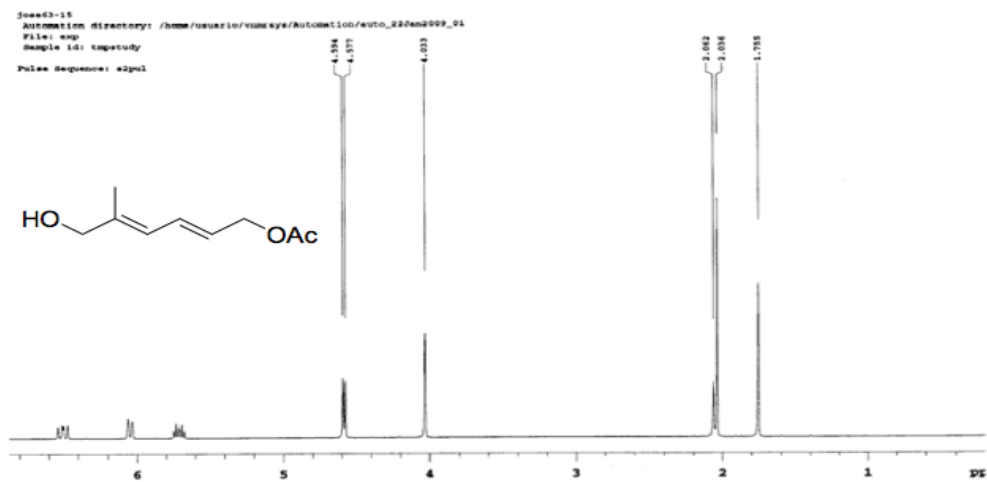 jose63-15
Automation directory: /home/usuario/vnmrsys/Automation/auto_22Jan2009_01
File: exp
Sample id: tmpstudy
Pulse Sequence: s2pul
4.594
4.577
4.033
2.062
2.036
1.755
HO
OAc
6 5 4 3 2 1